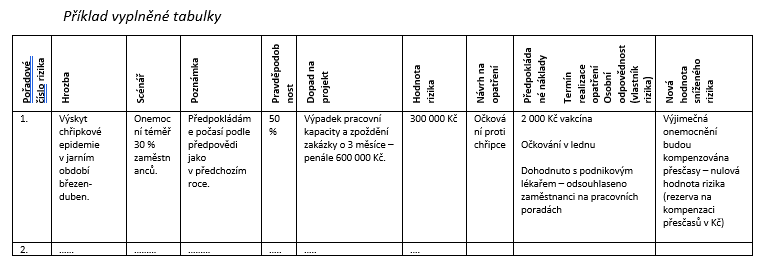 Příklad vyplněné tabulky
Pořadové
číslo rizika
Hrozba
Scénář
Poznámka
Pravděpodob
nost
Dopad na
projekt
Hodnota
rizika
Návrh na
opatření
Předpokláda
né náklady
Termín
realizace
opatření
Osobní
odpovědnost
(vlastník
rizika)
Nová
hodnota
sníženého
rizika
1.
Výskyt
chřipkové
epidemie
v jarním
období
březen-
duben.
Onemoc
ní téměř
30 %
zaměstn
anců.
Předpokládám
e počasí podle
předpovědi
jako
v předchozím
roce.
50
%
Výpadek pracovní
kapacity a zpoždění
zakázky o 3 měsíce –
penále 600 000 Kč.
300 000 Kč
Očková
ní proti
chřipce
2 000 Kč vakcína
Očkování v lednu
Dohodnuto s podnikovým
lékařem – odsouhlaseno
zaměstnanci na pracovních
poradách
Výjimečná
onemocnění
budou
kompenzována
přesčasy – nulová
hodnota rizika
(rezerva na
kompenzaci
přesčasů v Kč)
2.
......
.........
.........
.....
.....
....